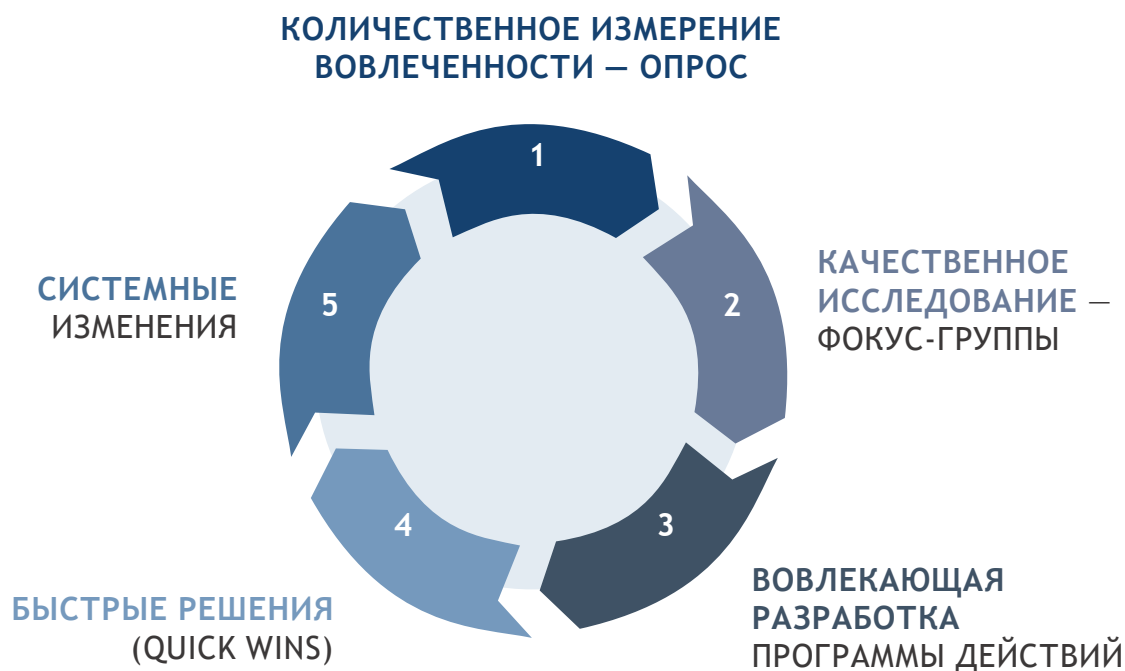 КОЛИЧЕСТВЕННОЕ ИЗМЕРЕНИЕ
ВОВЛЕЧЕННОСТИ — ОПРОС
1
2
КАЧЕСТВЕННОЕ
ИССЛЕДОВАНИЕ —
ФОКУС-ГРУППЫ
3
ВОВЛЕКАЮЩАЯ
РАЗРАБОТКА
ПРОГРАММЫ ДЕЙСТВИЙ
4
БЫСТРЫЕ РЕШЕНИЯ
(QUICK WINS)
5
СИСТЕМНЫЕ
ИЗМЕНЕНИЯ